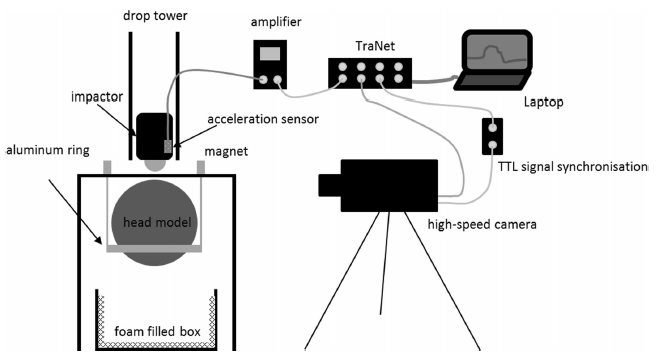 drop tower
amplifier
TraNet
impactor
acceleration sensor
Laptop
aluminum ring
magnet
TTL signal synchronisation
head model
high-speed camera
foam filled box